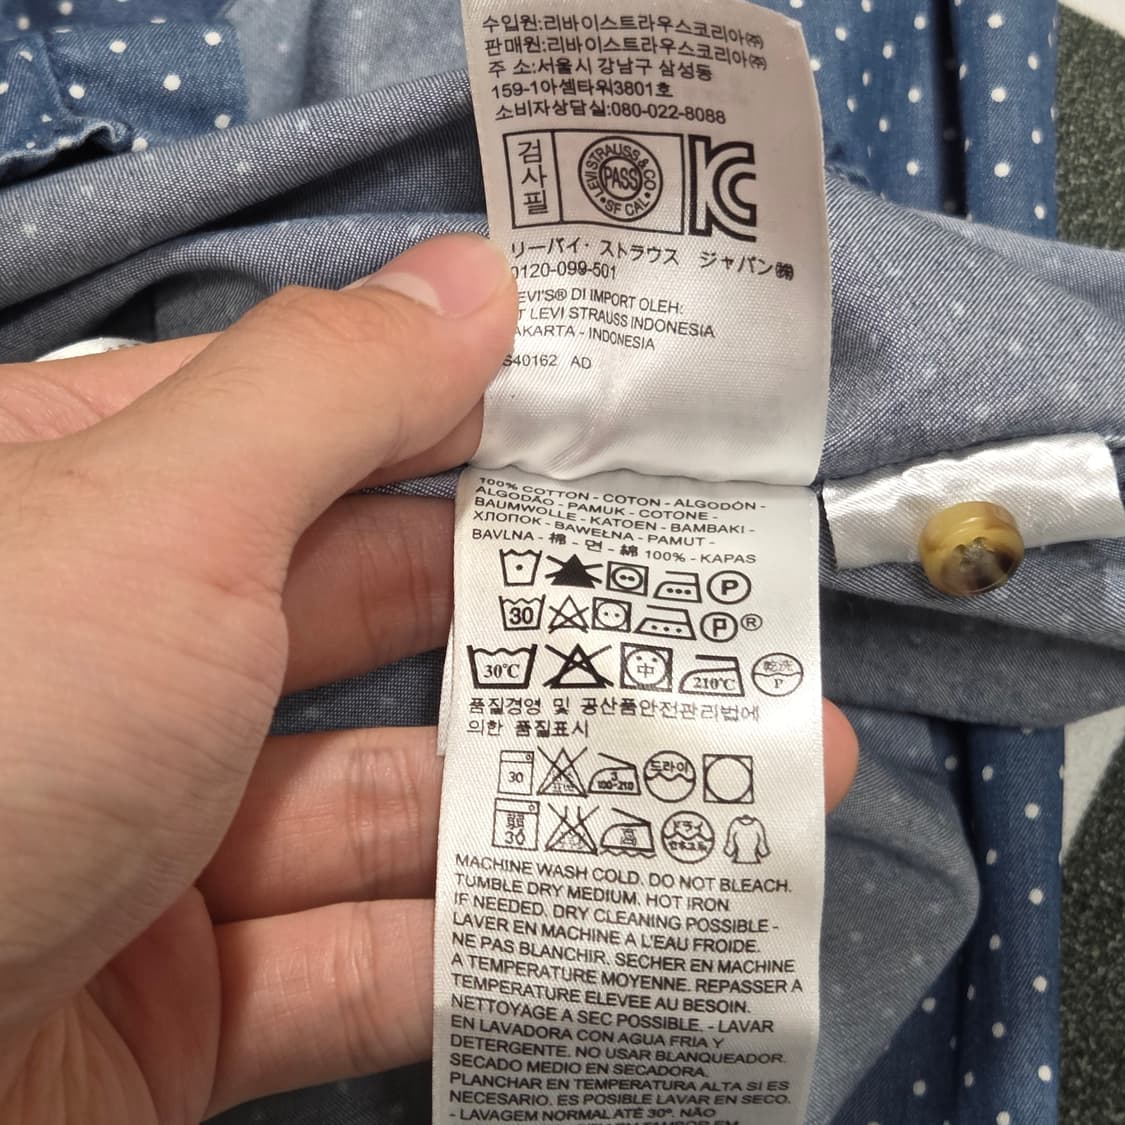 수입원:리바이스트라우스코리아㈜
판매원:리바이스트라우스코리아㈜
주 소:서울시 강남구 삼성동
159-1아셈타워3801호
소비자상담실:080-022-8088
검사필
LEVI STRAUSS & CO
PASS
SF CAL
リーバイ・ストラウス ジャパン㈱
0120-099-501
EVI'S® DI IMPORT OLEH:
T LEVI STRAUSS INDONESIA
AKARTA - INDONESIA
S40162 AD
100% COTTON - COTON - ALGODÓN -
ALGODÃO - PAMUK - COTONE -
BAUMWOLLE - KATOEN - BAMBAKI -
ХЛОПОК - BAWEŁNA - PAMUT -
BAVLNA - 棉 - 면 - 綿 100% - KAPAS
P
30 P ®
30℃ 中 210℃ 乾洗 P
품질경영 및 공산품안전관리법에
의한 품질표시
30 3 180-210 드라이
弱 30 高 ドライ
MACHINE WASH COLD. DO NOT BLEACH.
TUMBLE DRY MEDIUM. HOT IRON
IF NEEDED. DRY CLEANING POSSIBLE -
LAVER EN MACHINE A L'EAU FROIDE.
NE PAS BLANCHIR. SECHER EN MACHINE
A TEMPERATURE MOYENNE. REPASSER A
TEMPERATURE ELEVEE AU BESOIN.
NETTOYAGE A SEC POSSIBLE. - LAVAR
EN LAVADORA CON AGUA FRIA Y
DETERGENTE. NO USAR BLANQUEADOR.
SECADO MEDIO EN SECADORA.
PLANCHAR EN TEMPERATURA ALTA SI ES
NECESARIO. ES POSIBLE LAVAR EN SECO.
- LAVAGEM NORMAL ATÉ 30º. NÃO